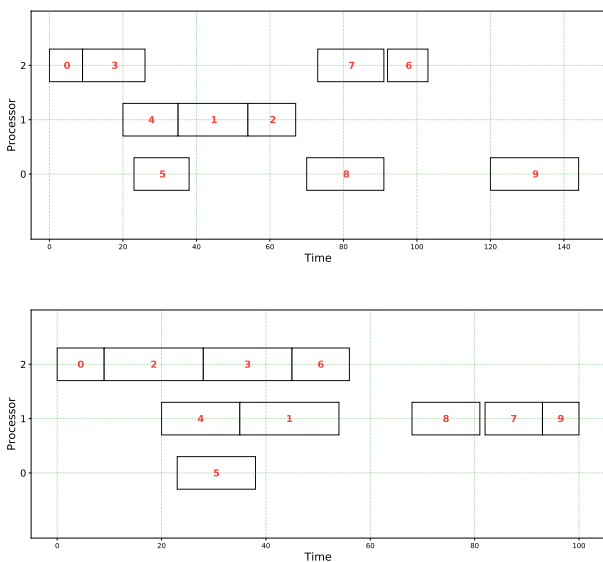 2 0 3 7 6
1 4 1 2
0 5 8 9
Processor
0 20 40 60 80 100 120 140
Time
2 0 2 3 6
1 4 1 8 7 9
0 5
Processor
0 20 40 60 80 100
Time